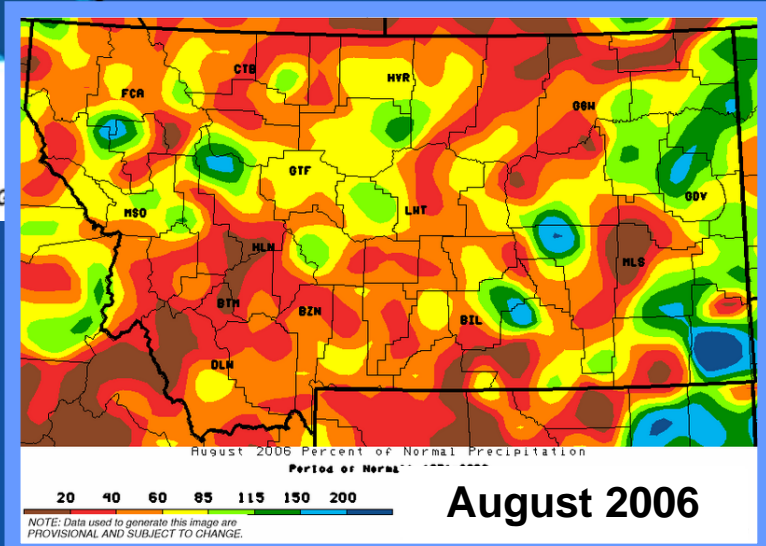 CTB
HVR
FCA
GGW
GTF
GDV
MSO
LWT
HLN
MLS
BTM
BZN
BIL
DLN
August 2006 Percent of Normal Precipitation
Period of Norma
20 40 60 85 115 150 200
August 2006
NOTE: Data used to generate this image are
PROVISIONAL AND SUBJECT TO CHANGE.